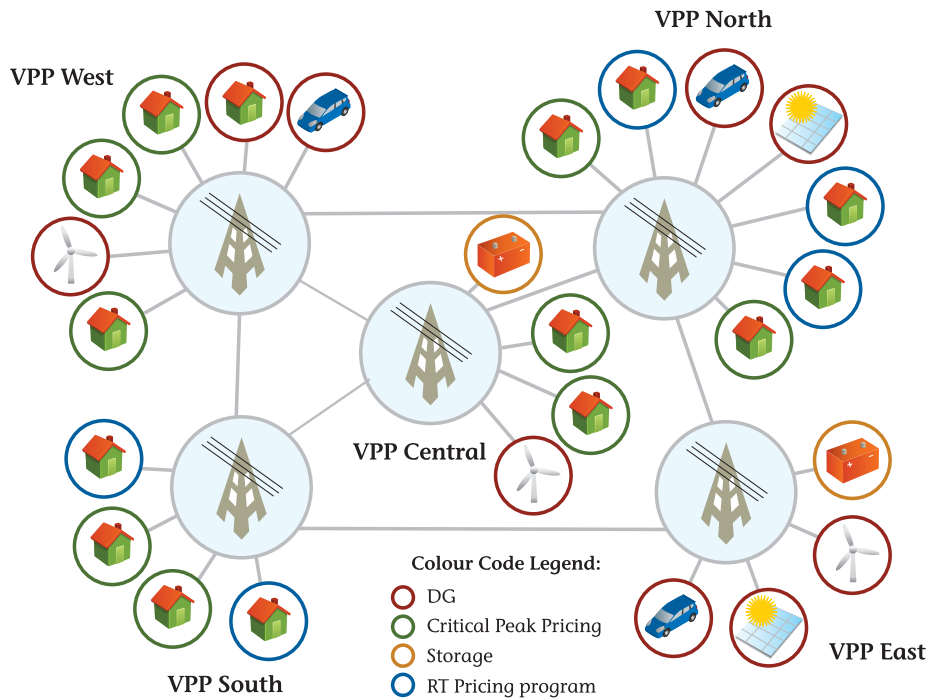 VPP North
VPP West
VPP Central
Colour Code Legend:
DG
Critical Peak Pricing
Storage
RT Pricing program
VPP East
VPP South